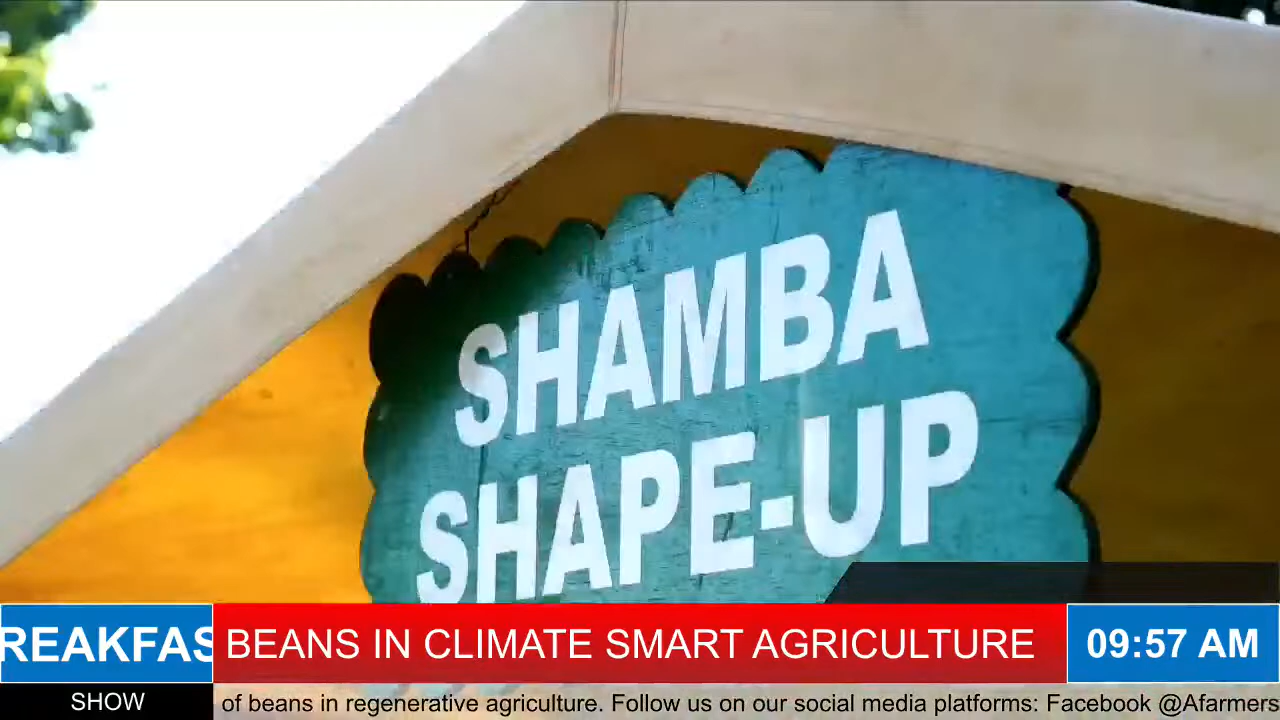 SHAMBA
SHAPE-UP
REAKFAS
BEANS IN CLIMATE SMART AGRICULTURE
09:57 AM
SHOW
of beans in regenerative agriculture. Follow us on our social media platforms: Facebook @Afarmers